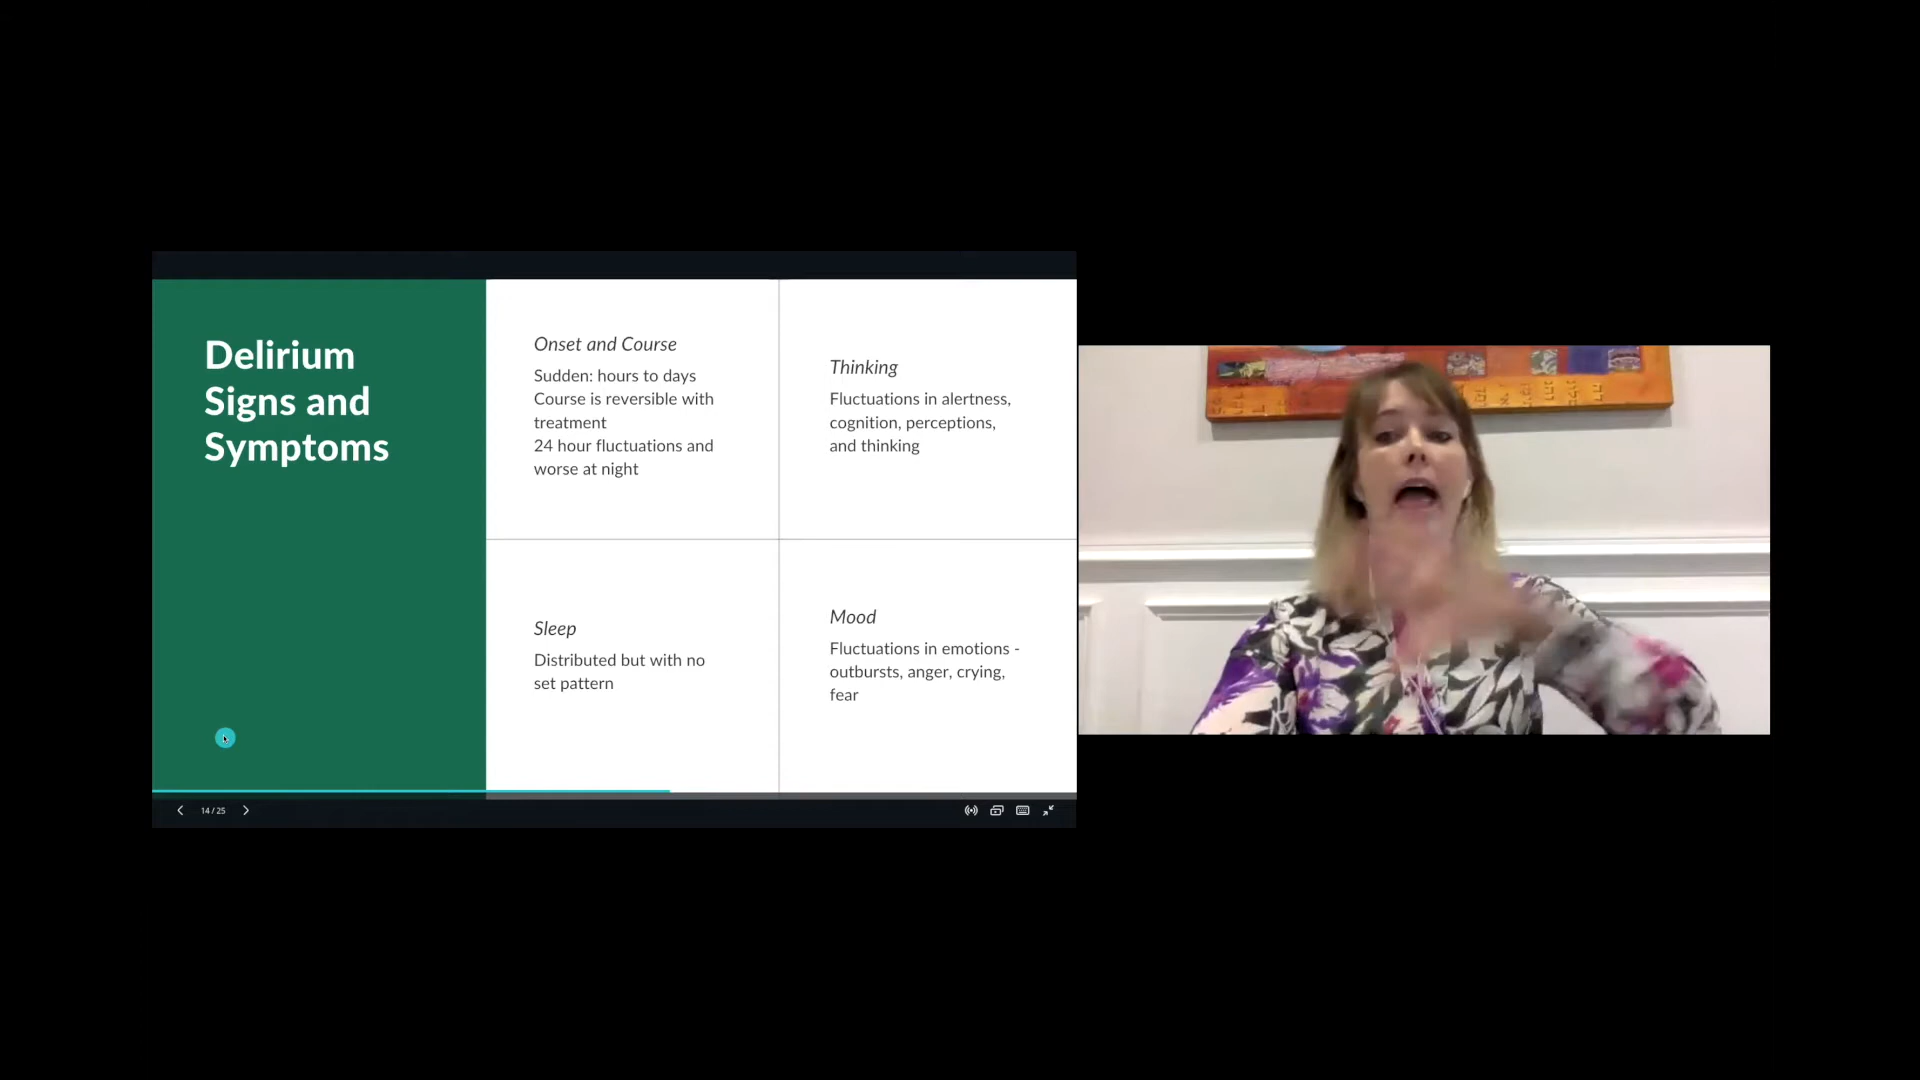 Delirium
Signs and
Symptoms
Onset and Course
Sudden: hours to days
Course is reversible with
treatment
24 hour fluctuations and
worse at night
Thinking
Fluctuations in alertness,
cognition, perceptions,
and thinking
Sleep
Distributed but with no
set pattern
Mood
Fluctuations in emotions -
outbursts, anger, crying,
fear
14 / 25